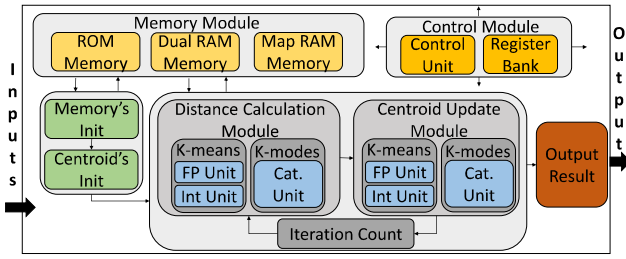 Memory Module
ROM
Memory
Dual RAM
Memory
Map RAM
Memory
Control Module
Control
Unit
Register
Bank
Inputs
Memory's
Init
Centroid's
Init
Distance Calculation
Module
K-means
FP Unit
Int Unit
K-modes
Cat.
Unit
Centroid Update
Module
K-means
FP Unit
Int Unit
K-modes
Cat.
Unit
Iteration Count
Output
Result
Output